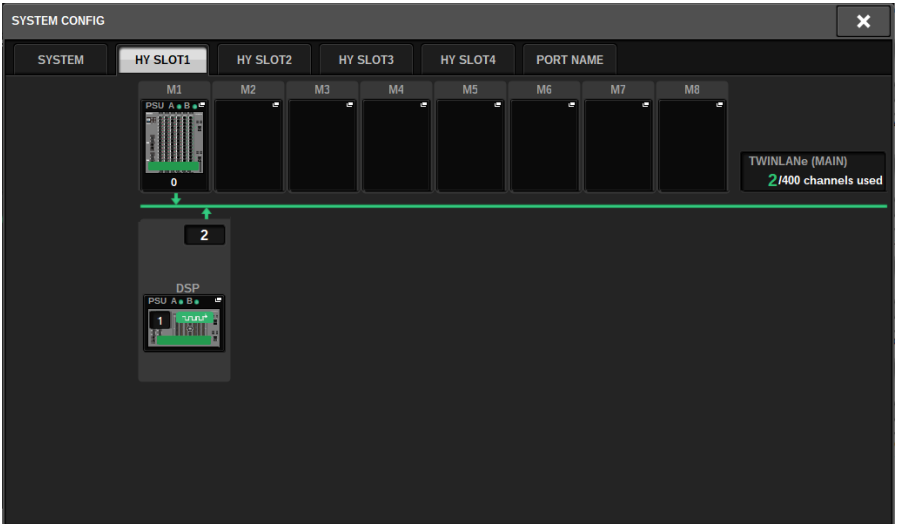 SYSTEM CONFIG
SYSTEM HY SLOT1 HY SLOT2 HY SLOT3 HY SLOT4 PORT NAME
M1 M2 M3 M4 M5 M6 M7 M8
PSU A B
0
TWINLANe (MAIN)
2/400 channels used
2
DSP
PSU A B
1